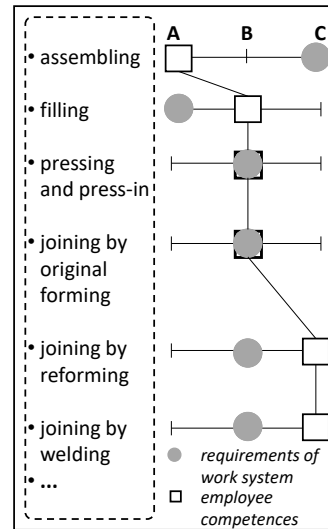 A B C
• assembling
• filling
• pressing
and press-in
• joining by
original
forming
• joining by
reforming
• joining by
welding
• ...
requirements of
work system
employee
competences